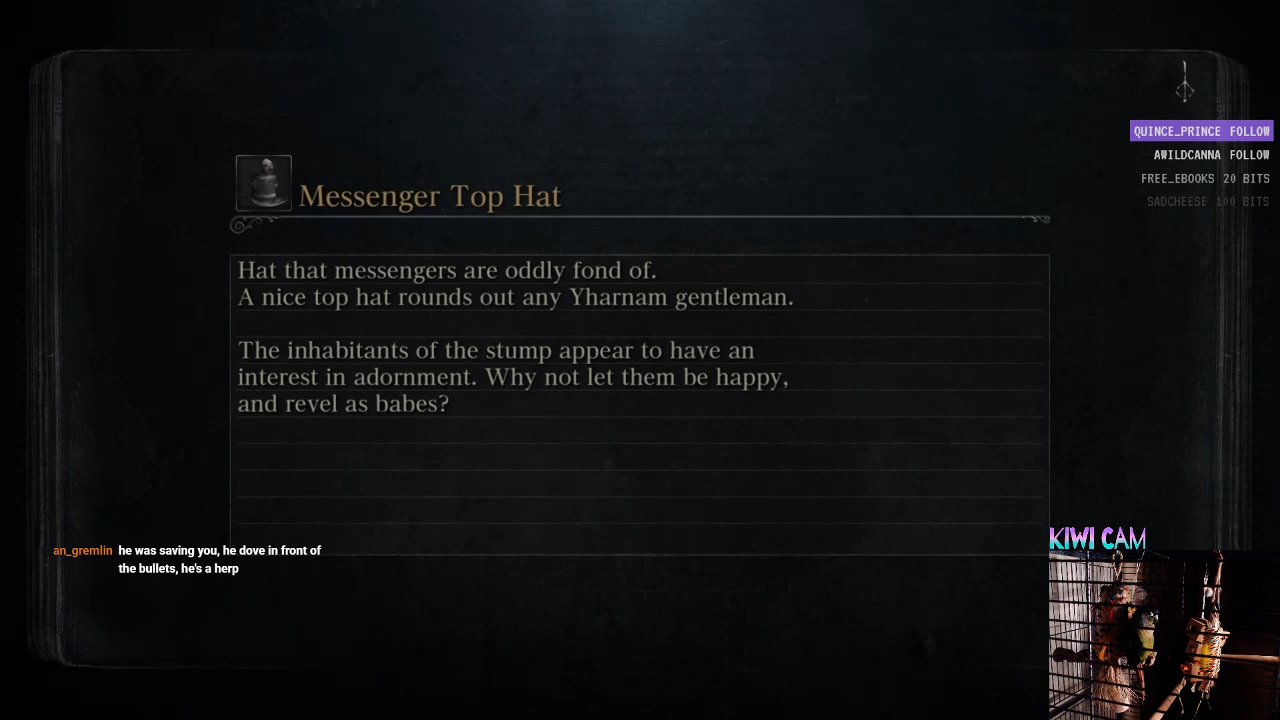 QUINCE_PRINCE FOLLOW
AWILDCANNA FOLLOW
FREE_EBOOKS 20 BITS
SADCHEESE 100 BITS
Messenger Top Hat
Hat that messengers are oddly fond of.
A nice top hat rounds out any Yharnam gentleman.
The inhabitants of the stump appear to have an
interest in adornment. Why not let them be happy,
and revel as babes?
an_gremlin he was saving you, he dove in front of
the bullets, he's a herp
KIWI CAM